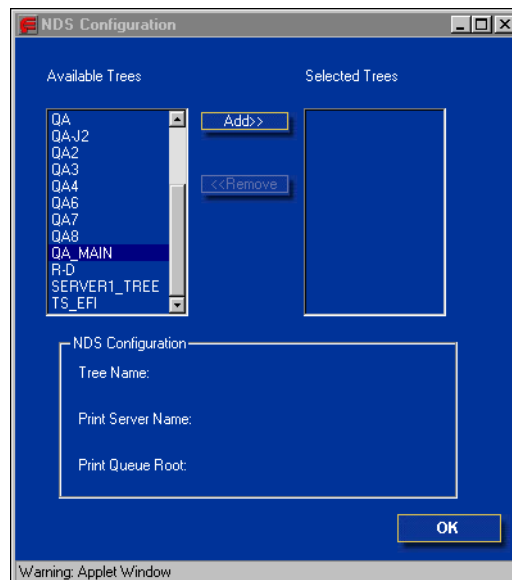 NDS Configuration
Available Trees
Selected Trees
QA
QA-J2
QA2
QA3
QA4
QA6
QA7
QA8
QA_MAIN
R-D
SERVER1_TREE
TS_EFI
Add>>
<<Remove
NDS Configuration
Tree Name:
Print Server Name:
Print Queue Root:
OK
Warning: Applet Window